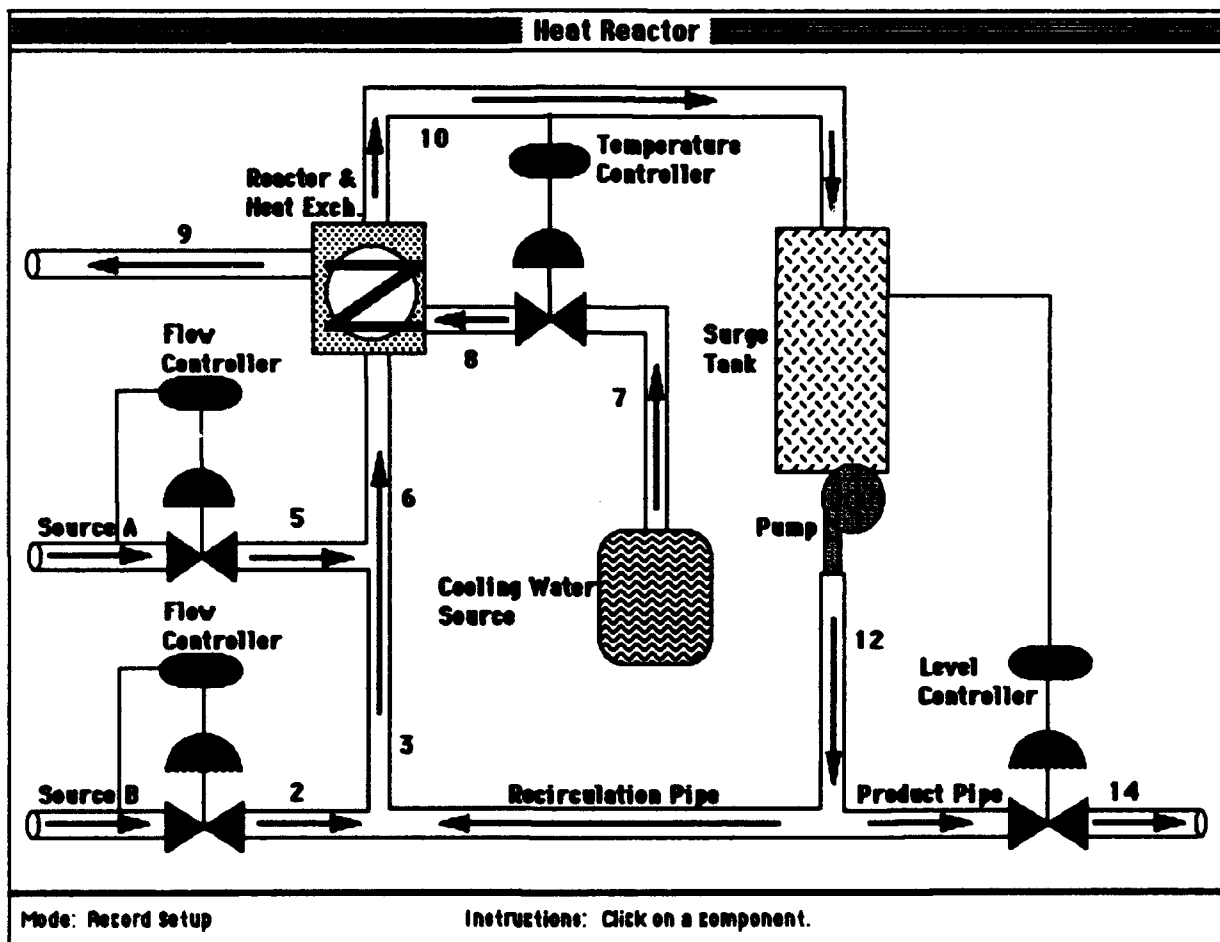 Heat Reactor
10
Temperature
Controller
Reactor &
Heat Exch.
9
Flow
Controller
8
Surge
Tank
7
6
Source A
5
Pump
Cooling Water
Source
Flow
Controller
12
Level
Controller
3
Source B
2
Recirculation Pipe
Product Pipe
14
Mode: Record Setup
Instructions: Click on a component.